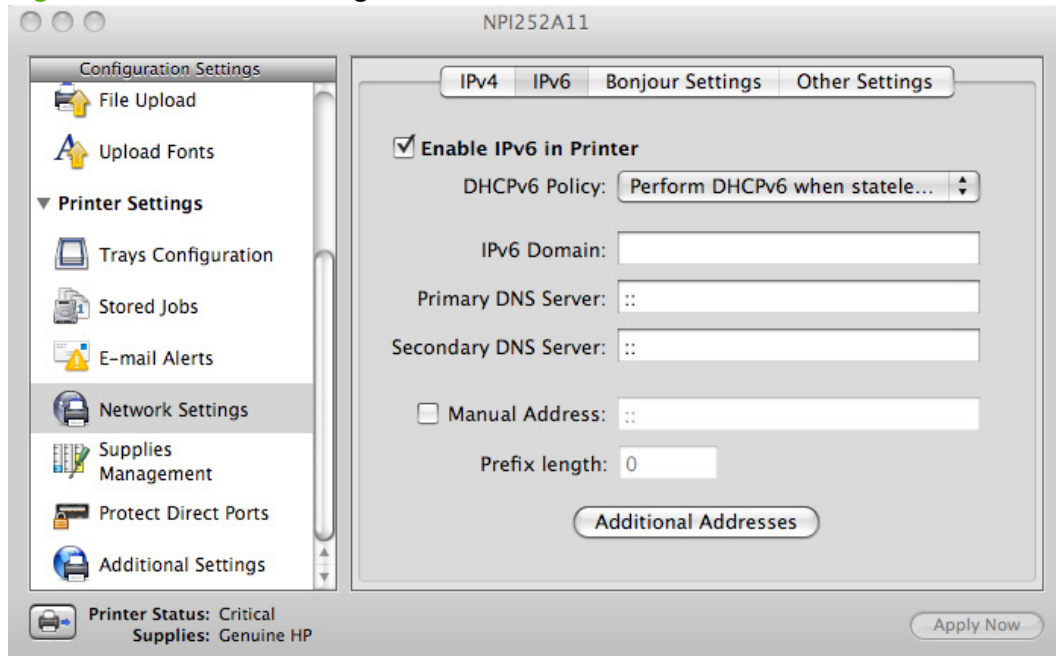 NPI252A11
Configuration Settings
File Upload
Upload Fonts
Printer Settings
Trays Configuration
Stored Jobs
E-mail Alerts
Network Settings
Supplies
Management
Protect Direct Ports
Additional Settings
IPv4 IPv6 Bonjour Settings Other Settings
Enable IPv6 in Printer
DHCPv6 Policy: Perform DHCPv6 when statele...
IPv6 Domain:
Primary DNS Server: ::
Secondary DNS Server: ::
Manual Address: ::
Prefix length: 0
Additional Addresses
Printer Status: Critical
Supplies: Genuine HP
Apply Now